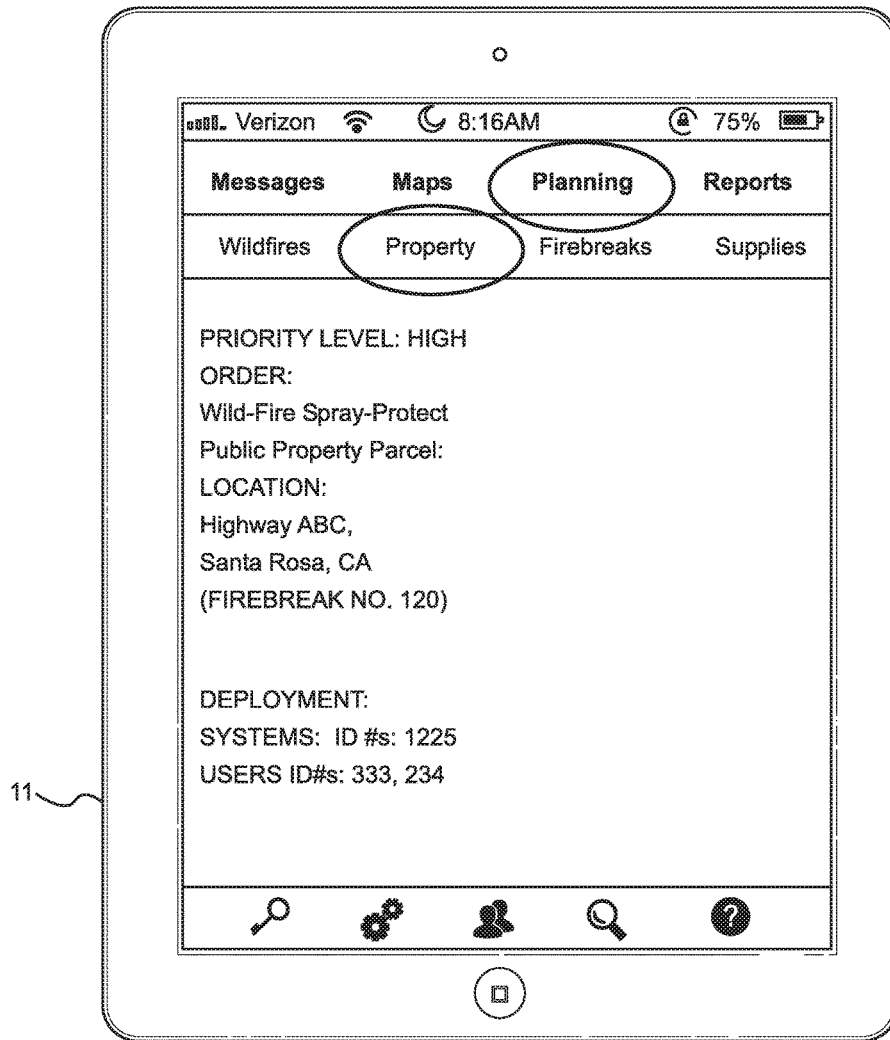 Verizon 8:16AM 75%
Messages Maps Planning Reports
Wildfires Property Firebreaks Supplies
PRIORITY LEVEL: HIGH
ORDER:
Wild-Fire Spray-Protect
Public Property Parcel:
LOCATION:
Highway ABC,
Santa Rosa, CA
(FIREBREAK NO. 120)
DEPLOYMENT:
SYSTEMS: ID #s: 1225
USERS ID#s: 333, 234
11
?